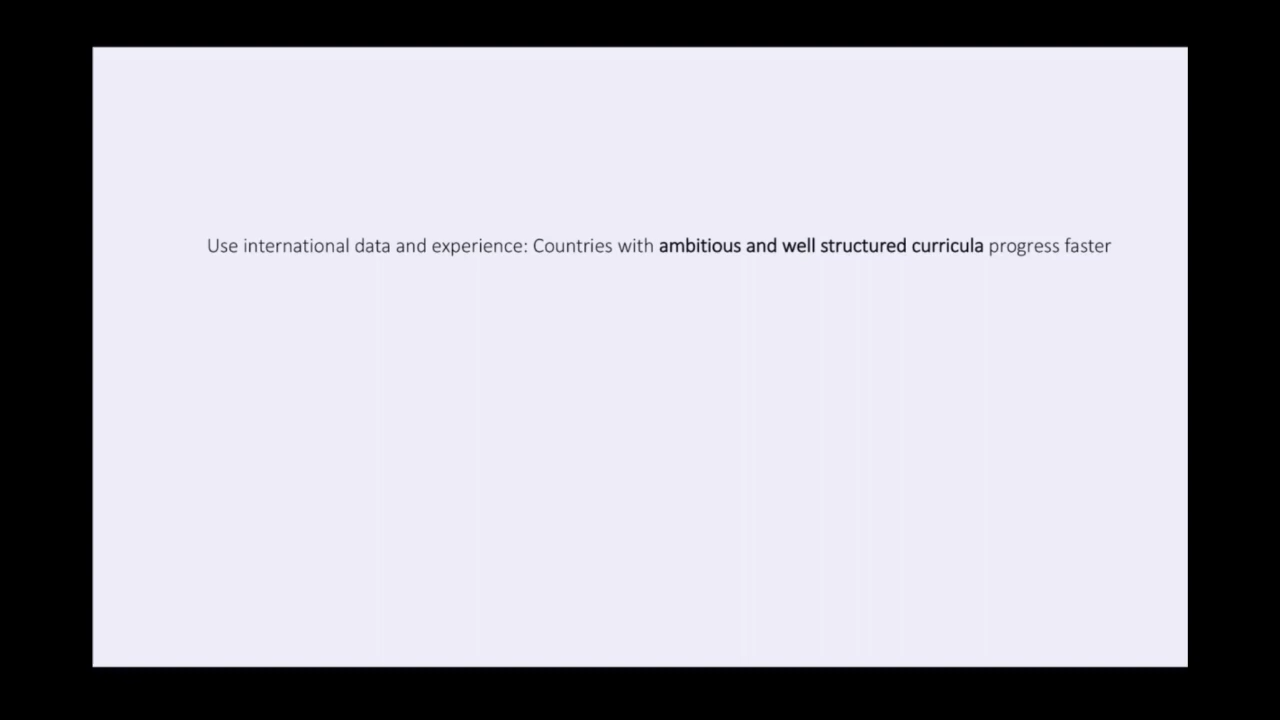 Use international data and experience: Countries with ambitious and well structured curricula progress faster